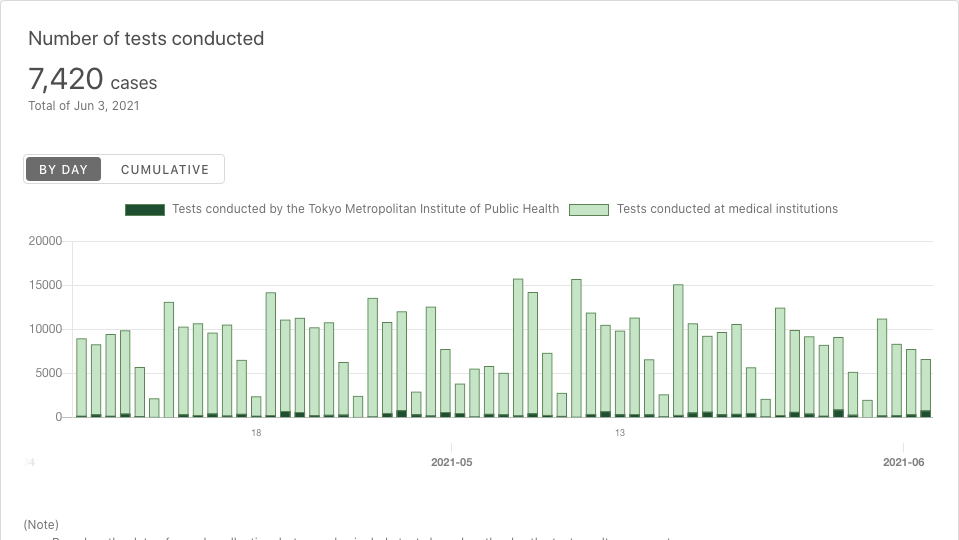 Number of tests conducted
7,420 cases
Total of Jun 3, 2021
BY DAY CUMULATIVE
Tests conducted by the Tokyo Metropolitan Institute of Public Health Tests conducted at medical institutions
20000
15000
10000
5000
0
18 13
2021-05 2021-06
(Note)